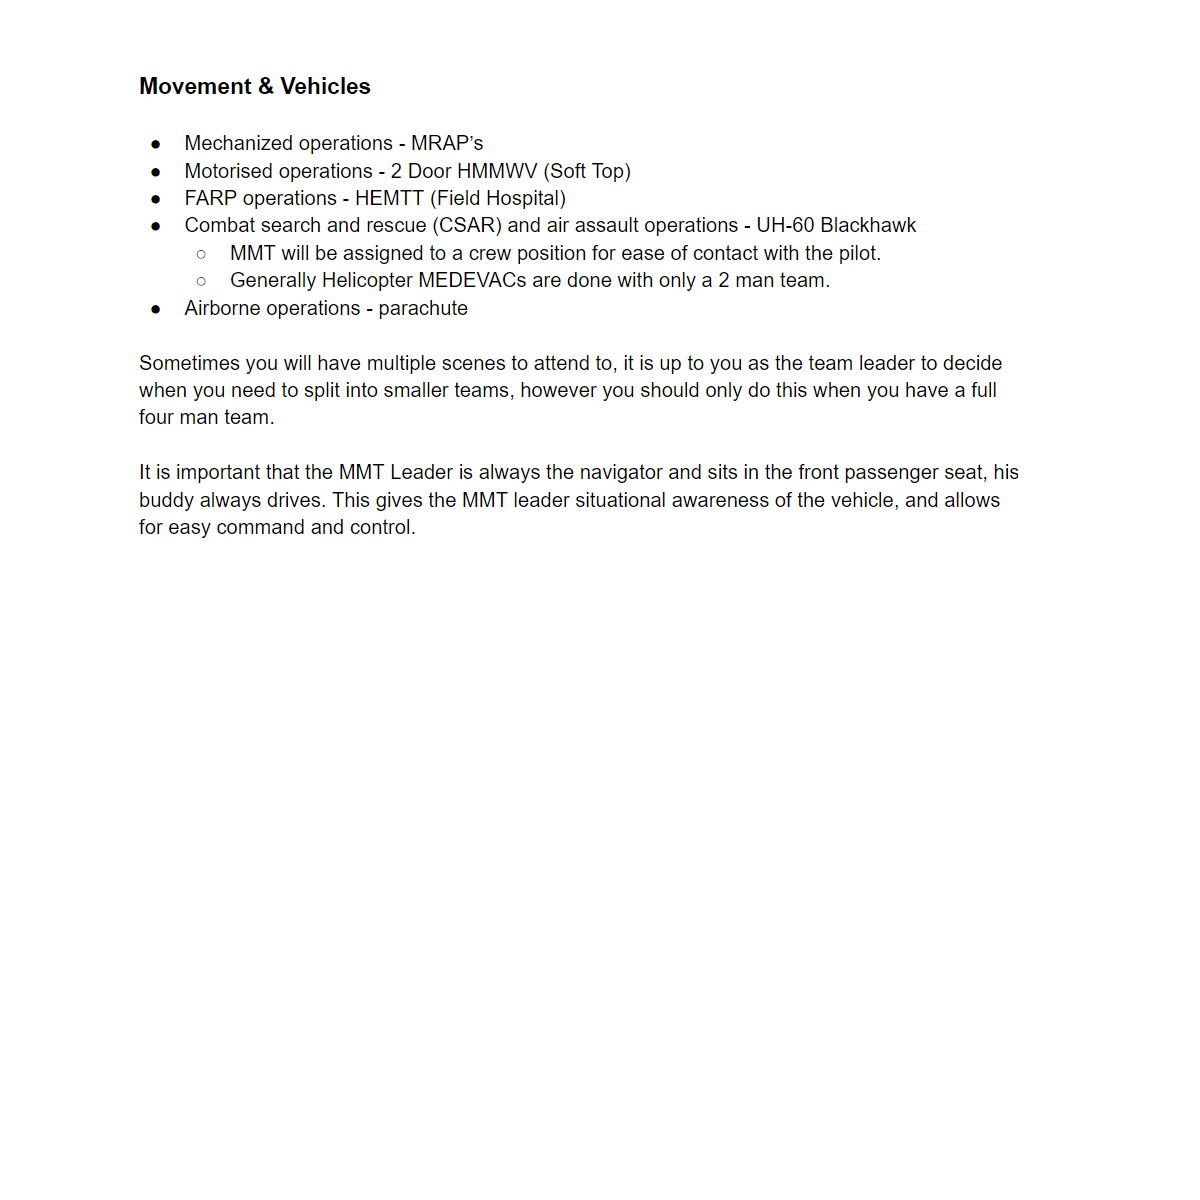 Movement & Vehicles
● Mechanized operations - MRAP’s
● Motorised operations - 2 Door HMMWV (Soft Top)
● FARP operations - HEMTT (Field Hospital)
● Combat search and rescue (CSAR) and air assault operations - UH-60 Blackhawk
○ MMT will be assigned to a crew position for ease of contact with the pilot.
○ Generally Helicopter MEDEVACs are done with only a 2 man team.
● Airborne operations - parachute
Sometimes you will have multiple scenes to attend to, it is up to you as the team leader to decide
when you need to split into smaller teams, however you should only do this when you have a full
four man team.
It is important that the MMT Leader is always the navigator and sits in the front passenger seat, his
buddy always drives. This gives the MMT leader situational awareness of the vehicle, and allows
for easy command and control.